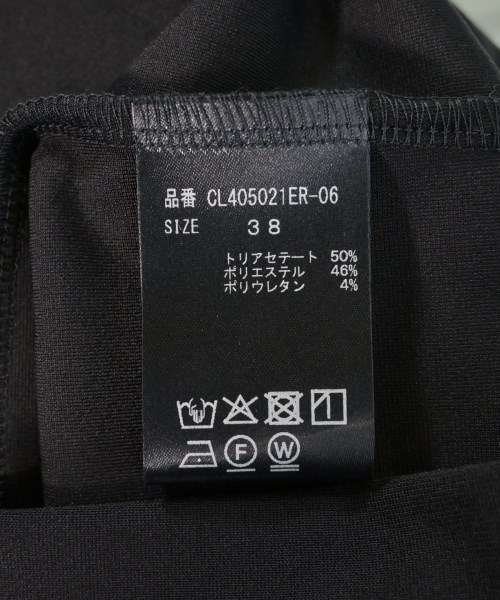 品番 CL405021ER-06
SIZE 38
トリアセテート 50%
ポリエステル 46%
ポリウレタン 4%
F W